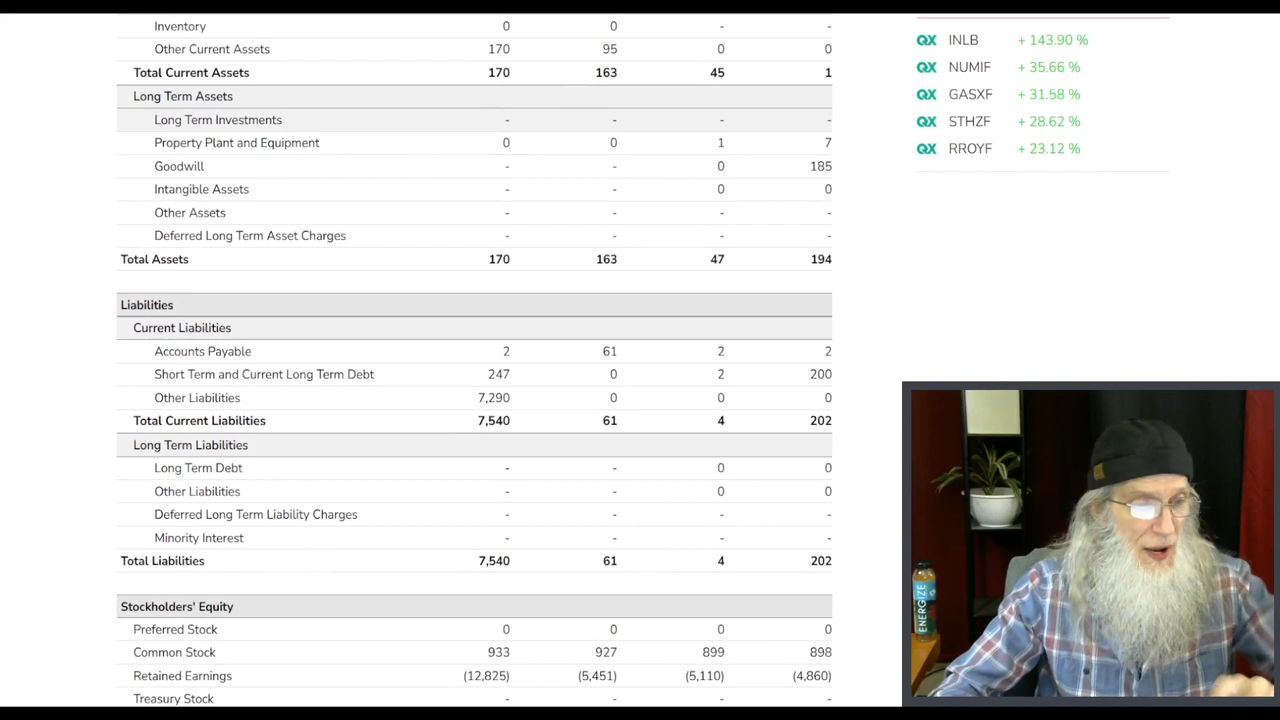 Inventory 0 0 - -
Other Current Assets 170 95 0 0
Total Current Assets 170 163 45 1
Long Term Assets
Long Term Investments - - - -
Property Plant and Equipment 0 0 1 7
Goodwill - - 0 185
Intangible Assets - - 0 0
Other Assets - - - -
Deferred Long Term Asset Charges - - - -
Total Assets 170 163 47 194
Liabilities
Current Liabilities
Accounts Payable 2 61 2 2
Short Term and Current Long Term Debt 247 0 2 200
Other Liabilities 7,290 0 0 0
Total Current Liabilities 7,540 61 4 202
Long Term Liabilities
Long Term Debt - - 0 0
Other Liabilities - - 0 0
Deferred Long Term Liability Charges - - - -
Minority Interest - - - -
Total Liabilities 7,540 61 4 202
Stockholders' Equity
Preferred Stock 0 0 0 0
Common Stock 933 927 899 898
Retained Earnings (12,825) (5,451) (5,110) (4,860)
Treasury Stock - - - -
QX INLB + 143.90 %
QX NUMIF + 35.66 %
QX GASXF + 31.58 %
QX STHZF + 28.62 %
QX RROYF + 23.12 %
ENERGIZE